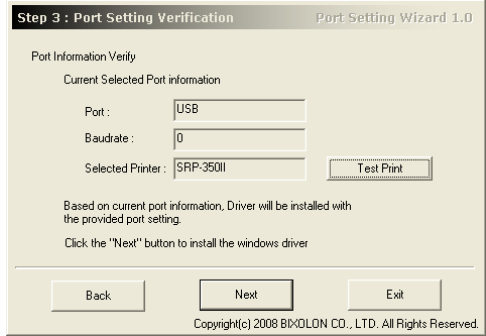 Step 3 : Port Setting Verification Port Setting Wizard 1.0
Port Information Verify
Current Selected Port information
Port : USB
Baudrate : 0
Selected Printer : SRP-350II Test Print
Based on current port information, Driver will be installed with
the provided port setting.
Click the "Next" button to install the windows driver
Back Next Exit
Copyright(c) 2008 BIXOLON CO., LTD. All Rights Reserved.